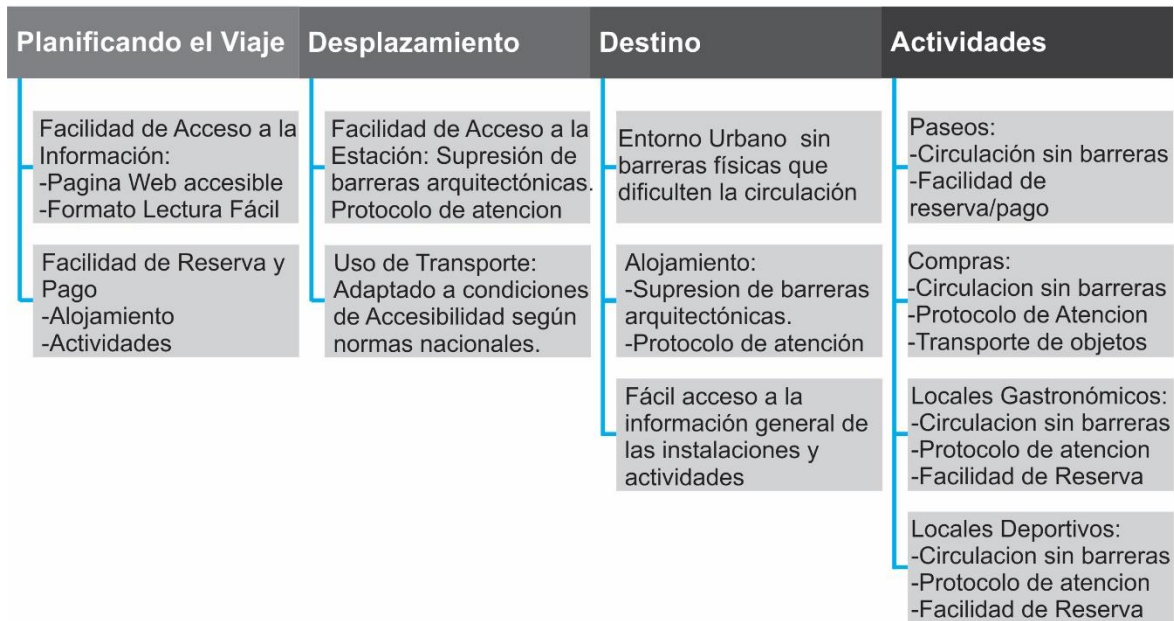 Planificando el Viaje
Facilidad de Acceso a la
Información:
-Pagina Web accesible
-Formato Lectura Fácil
Facilidad de Reserva y
Pago
-Alojamiento
-Actividades
Desplazamiento
Facilidad de Acceso a la
Estación: Supresión de
barreras arquitectónicas.
Protocolo de atencion
Uso de Transporte:
Adaptado a condiciones
de Accesibilidad según
normas nacionales.
Destino
Entorno Urbano sin
barreras físicas que
dificulten la circulación
Alojamiento:
-Supresion de barreras
arquitectónicas.
-Protocolo de atención
Fácil acceso a la
información general de
las instalaciones y
actividades
Actividades
Paseos:
-Circulación sin barreras
-Facilidad de
reserva/pago
Compras:
-Circulacion sin barreras
-Protocolo de Atencion
-Transporte de objetos
Locales Gastronómicos:
-Circulacion sin barreras
-Protocolo de atencion
-Facilidad de Reserva
Locales Deportivos:
-Circulacion sin barreras
-Protocolo de atencion
-Facilidad de Reserva